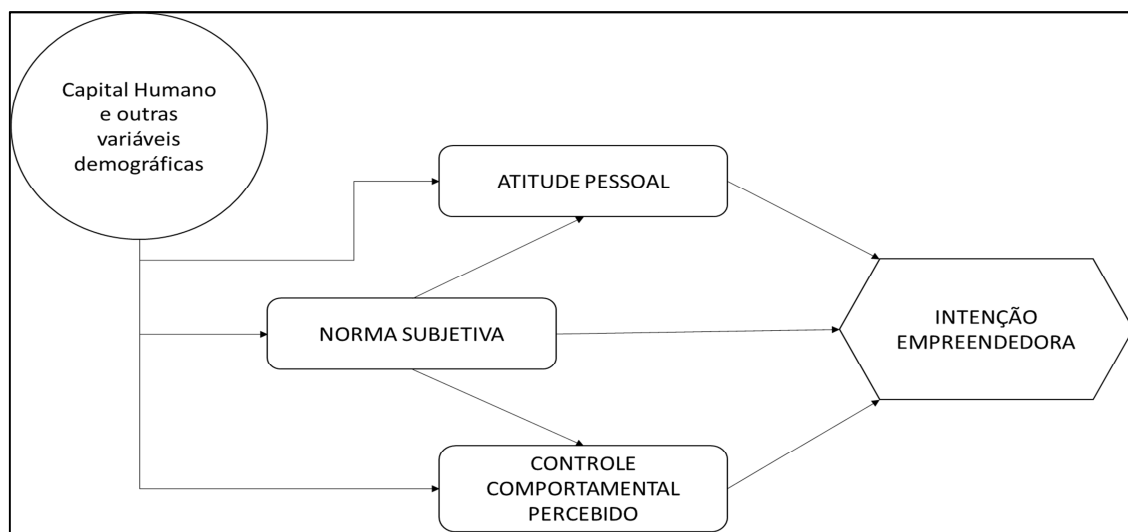 Capital Humano
e outras
variáveis
demográficas
ATITUDE PESSOAL
NORMA SUBJETIVA
INTENÇÃO
EMPREENDEDORA
CONTROLE
COMPORTAMENTAL
PERCEBIDO